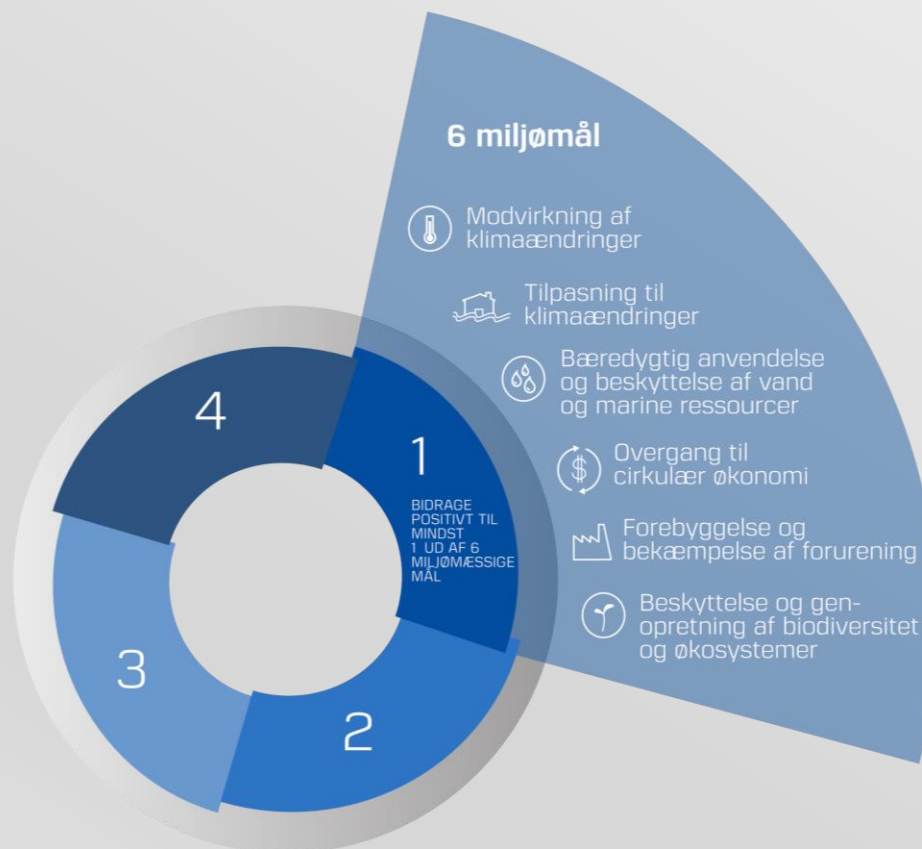 6 miljømål
Modvirkning af
klimaændringer
Tilpasning til
klimaændringer
Bæredygtig anvendelse
og beskyttelse af vand
og marine ressourcer
Overgang til
cirkulær økonomi
Forebyggelse og
bekæmpelse af forurening
Beskyttelse og gen-
opretning af biodiversitet
og økosystemer
1
BIDRAGE
POSITIVT TIL
MINDST
1 UD AF 6
MILJØMÆSSIGE
MÅL
2
3
4
$